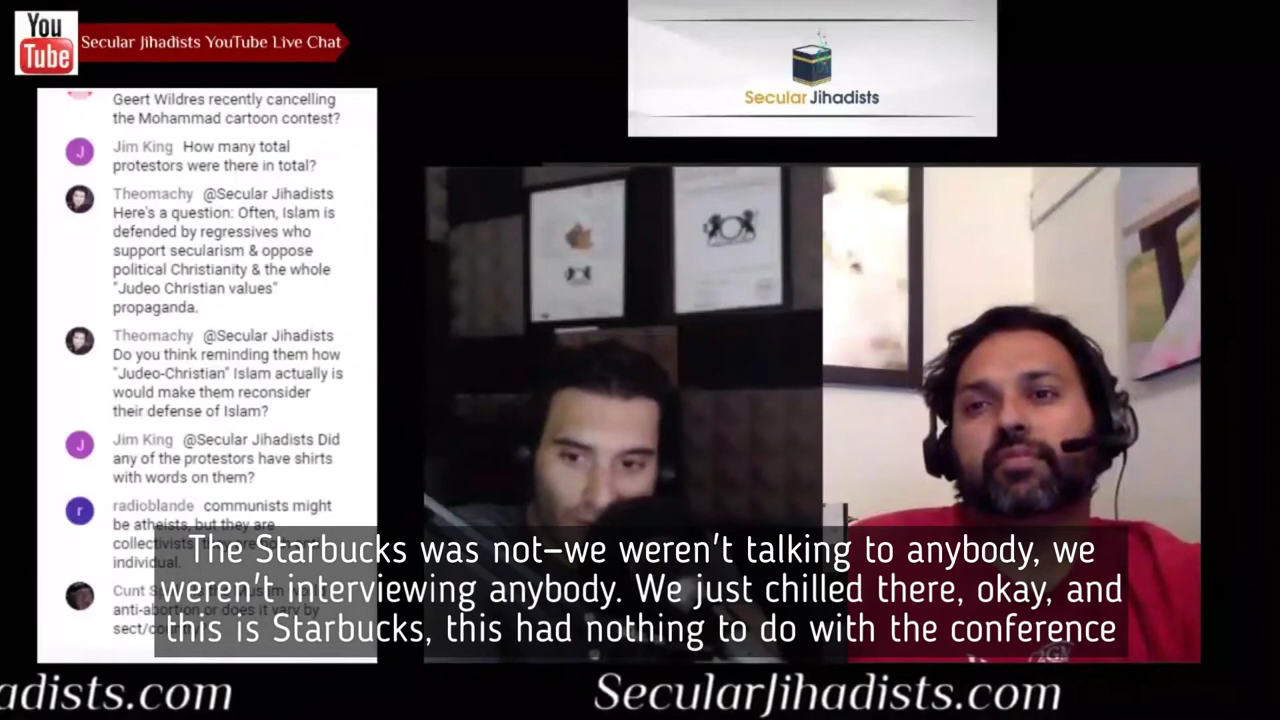 You
Tube
Secular Jihadists YouTube Live Chat
Secular Jihadists
Geert Wildres recently cancelling
the Mohammad cartoon contest?
J
Jim King How many total
protestors were there in total?
Theomachy @Secular Jihadists
Here's a question: Often, Islam is
defended by regressives who
support secularism & oppose
political Christianity & the whole
"Judeo Christian values"
propaganda.
Theomachy @Secular Jihadists
Do you think reminding them how
"Judeo-Christian" Islam actually is
would make them reconsider
their defense of Islam?
J
Jim King @Secular Jihadists Did
any of the protestors have shirts
with words on them?
r
radioblande communists might
be atheists, but they are
collectivists
individual.
anti-abortion or does it vary by
The Starbucks was not–we weren't talking to anybody, we
weren't interviewing anybody. We just chilled there, okay, and
this is Starbucks, this had nothing to do with the conference
adists.com
SecularJihadists.com